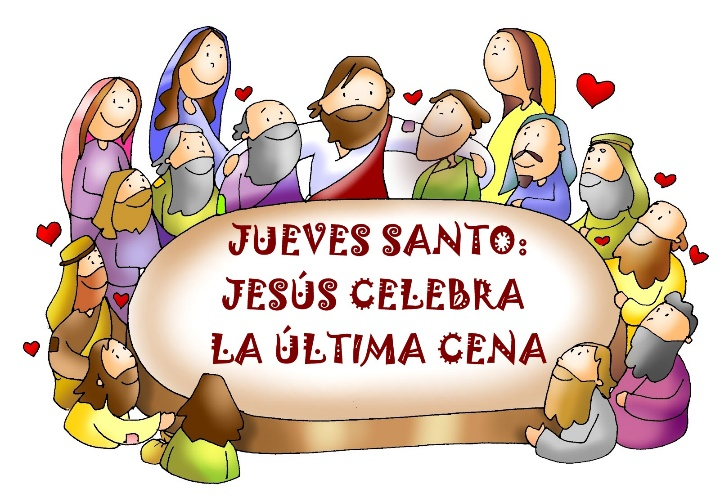 JUEVES SANTO:
JESÚS CELEBRA
LA ÚLTIMA CENA